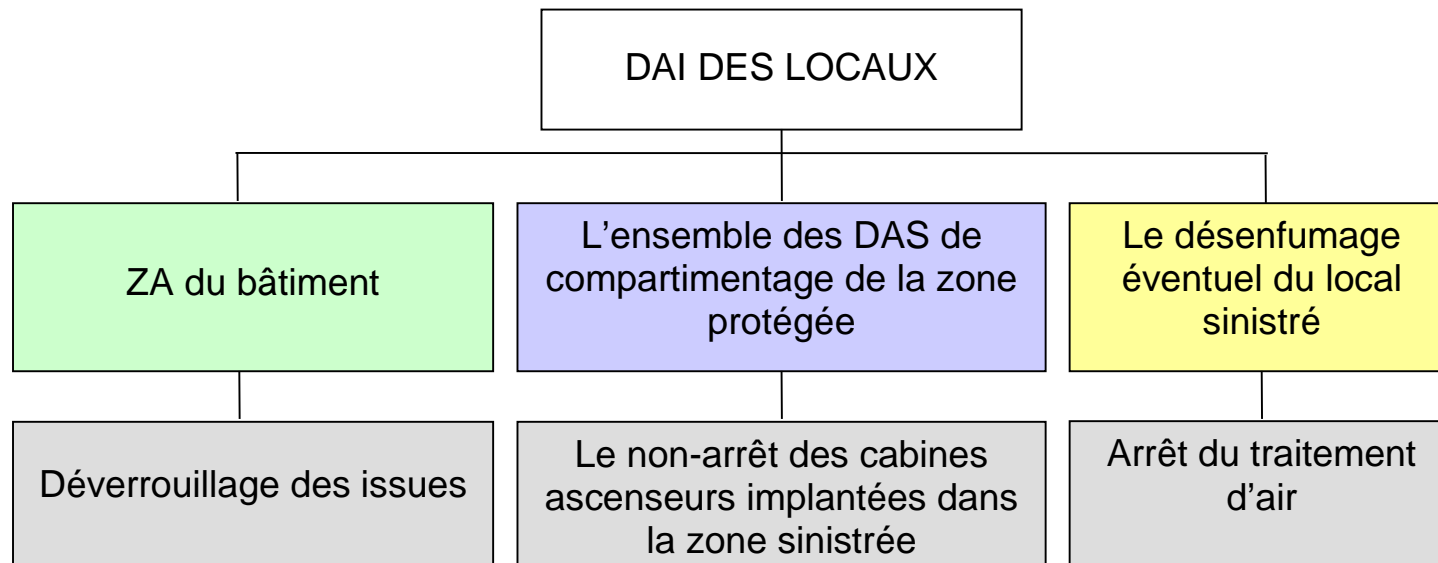 DAI DES LOCAUX
ZA du bâtiment
L’ensemble des DAS de
compartimentage de la zone
protégée
Le désenfumage
éventuel du local
sinistré
Déverrouillage des issues
Le non-arrêt des cabines
ascenseurs implantées dans
la zone sinistrée
Arrêt du traitement
d’air